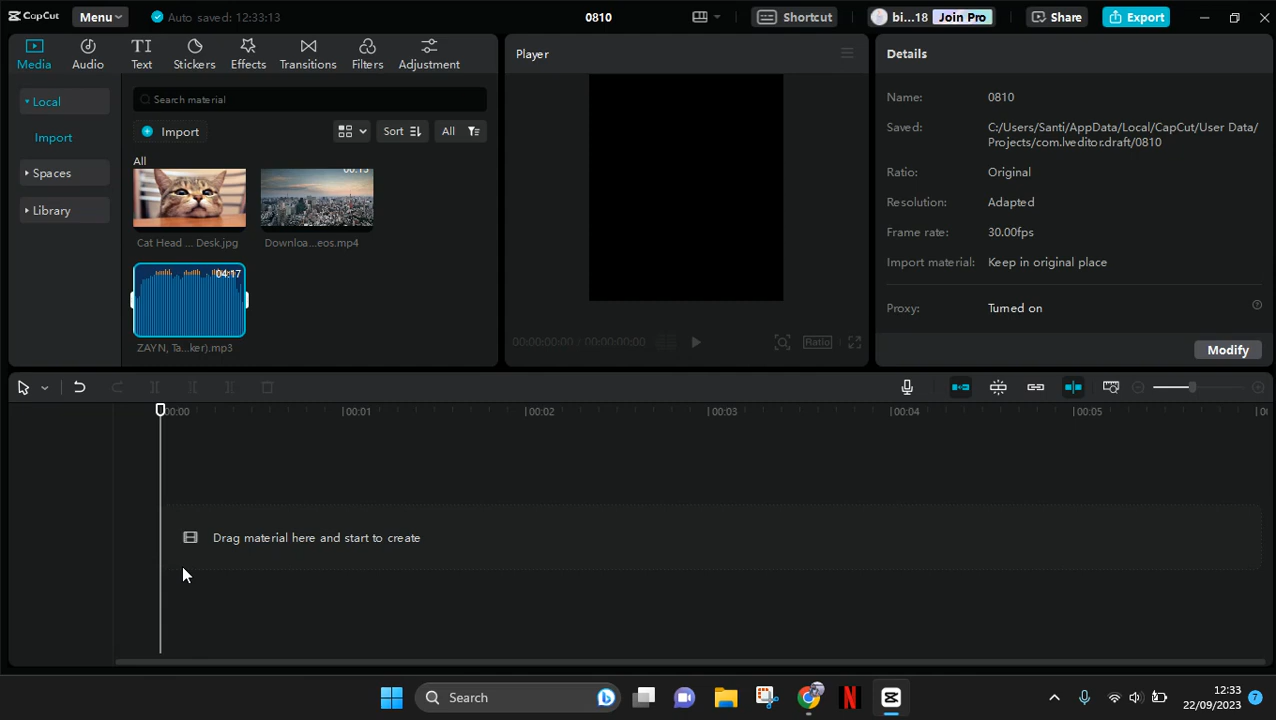 CapCut Menu Auto saved: 12:33:13 0810 Shortcut bi...18 Join Pro Share Export
Media Audio Text Stickers Effects Transitions Filters Adjustment
Local
Import
Spaces
Library
Search material
Import Sort All
All
00:13
Cat Head ... Desk.jpg Downloa...eos.mp4
04:17
ZAYN, Ta...ker).mp3
Player
00:00:00:00 / 00:00:00:00 Ratio
Details
Name: 0810
Saved: C:/Users/Santi/AppData/Local/CapCut/User Data/
Projects/com.lveditor.draft/0810
Ratio: Original
Resolution: Adapted
Frame rate: 30.00fps
Import material: Keep in original place
Proxy: Turned on
Modify
00:00 00:01 00:02 00:03 00:04 00:05
Drag material here and start to create
Search
12:33
22/09/2023
7